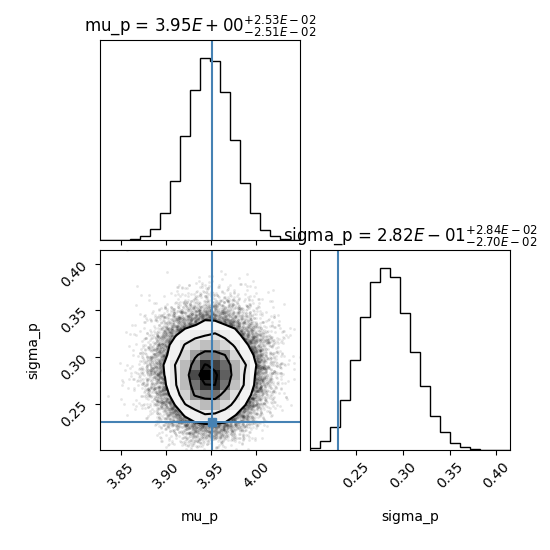 mu_p = 3.95E+00+2.53E−02 −2.51E−02
sigma_p = 2.82E−01+2.84E−02 −2.70E−02
0.40
0.35
0.30
0.25
sigma_p
3.85 3.90 3.95 4.00
0.25 0.30 0.35 0.40
mu_p
sigma_p